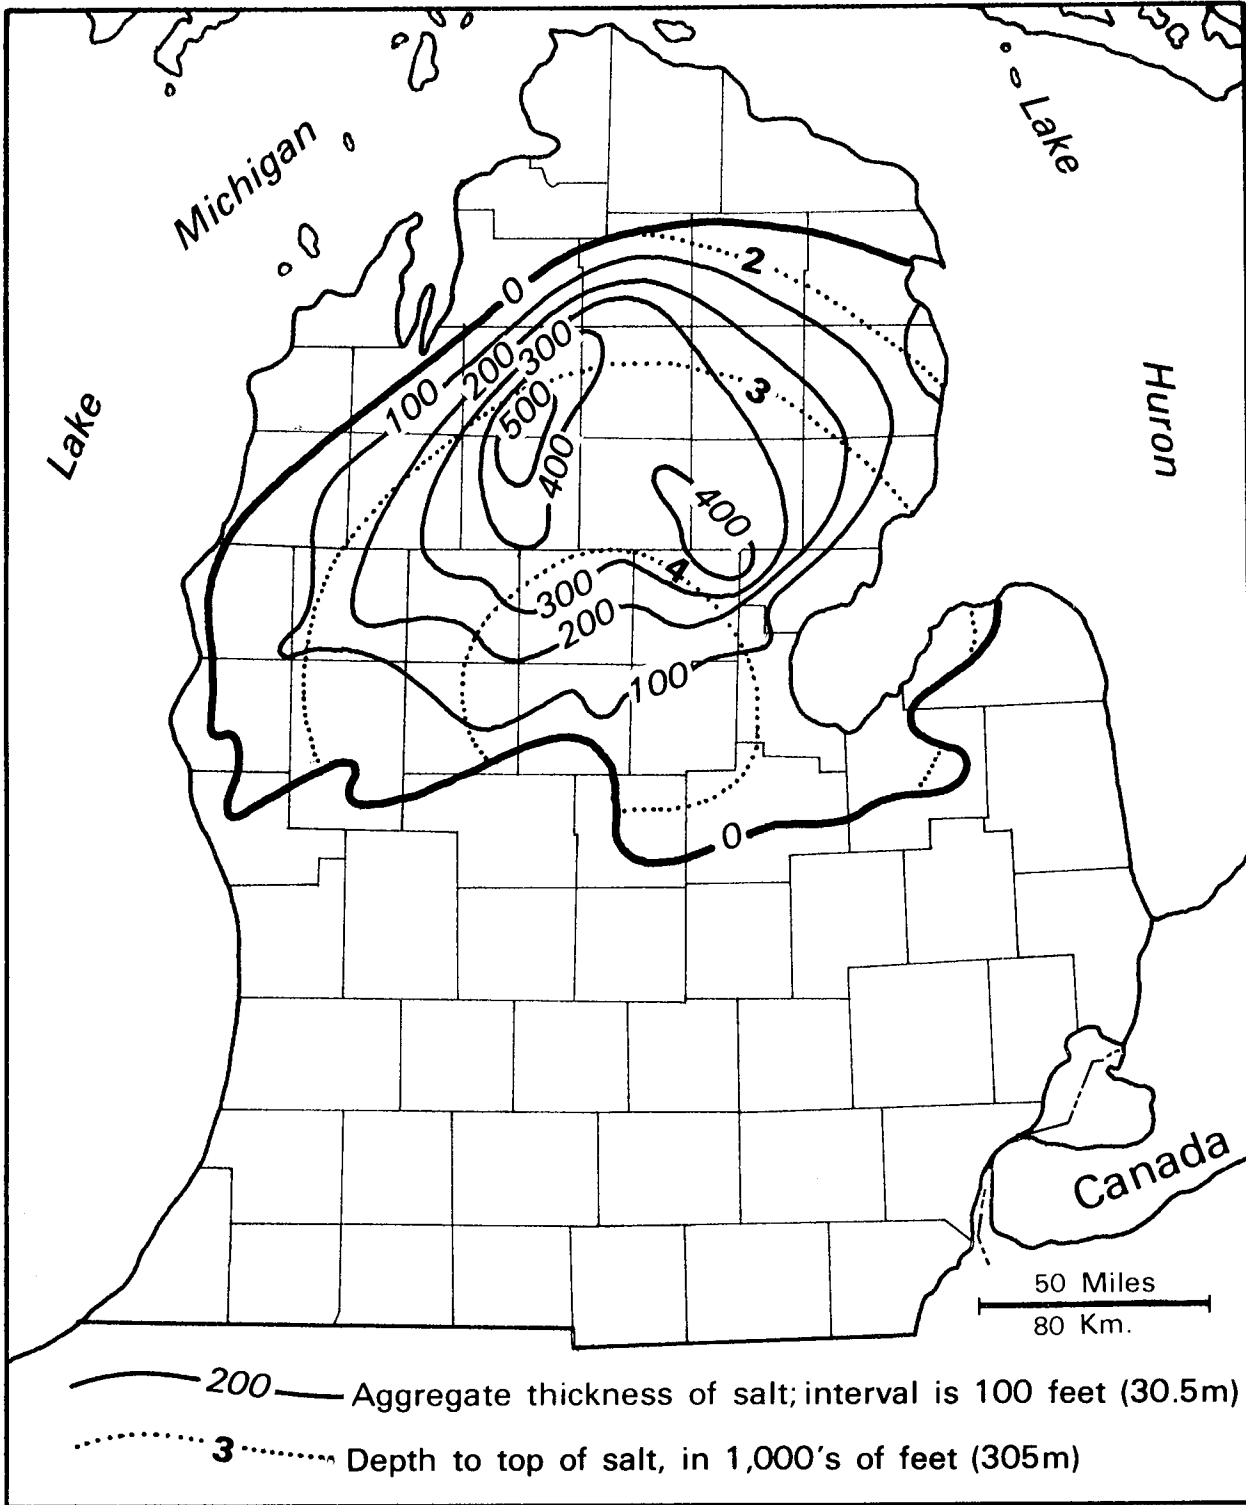 Lake
Michigan
Lake
Huron
0
2
300
200
100
500
3
400
400
4
300
200
100
0
Canada
50 Miles
80 Km.
200 Aggregate thickness of salt; interval is 100 feet (30.5m)
3 Depth to top of salt, in 1,000's of feet (305m)